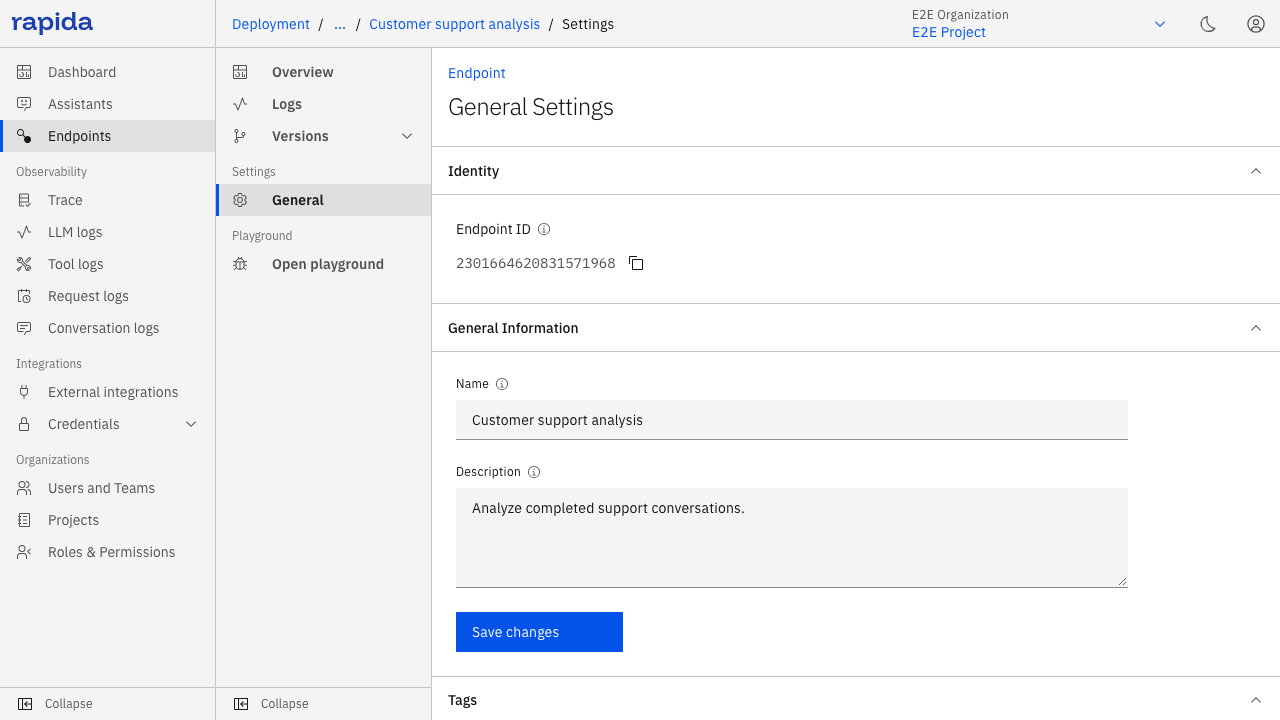 rapida
Deployment / ... / Customer support analysis / Settings
E2E Organization
E2E Project
Dashboard
Assistants
Endpoints
Observability
Trace
LLM logs
Tool logs
Request logs
Conversation logs
Integrations
External integrations
Credentials
Organizations
Users and Teams
Projects
Roles & Permissions
Collapse
Overview
Logs
Versions
Settings
General
Playground
Open playground
Collapse
Endpoint
General Settings
Identity
Endpoint ID
2301664620831571968
General Information
Name
Customer support analysis
Description
Analyze completed support conversations.
Save changes
Tags